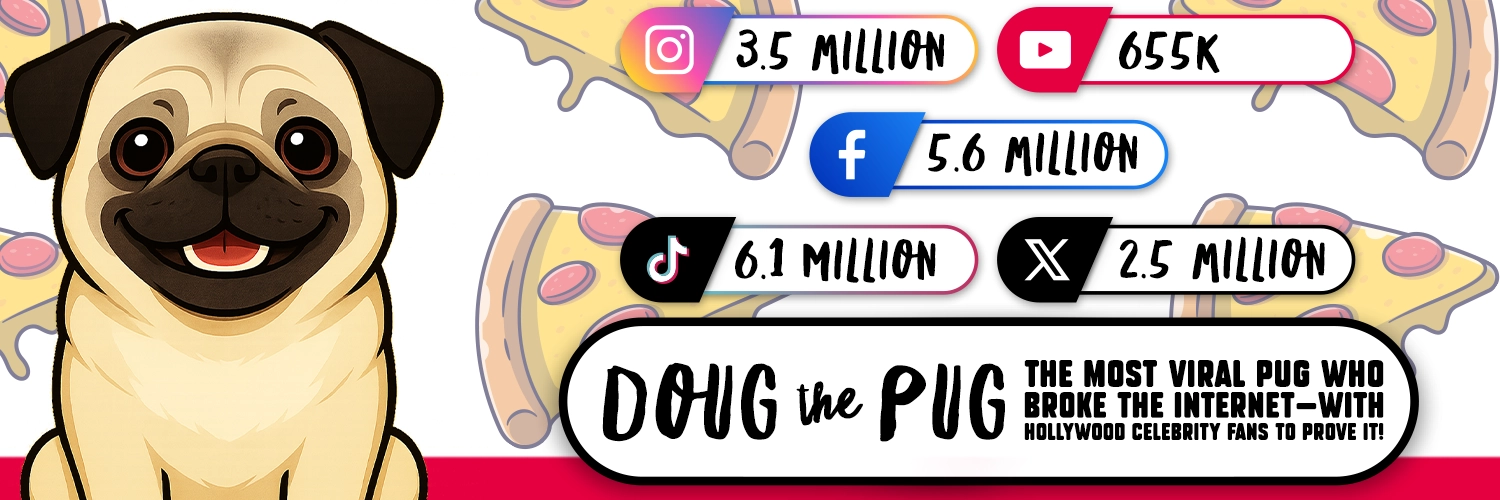 3.5 MILLION
655K
5.6 MILLION
6.1 MILLION
2.5 MILLION
DOUG the PUG
THE MOST VIRAL PUG WHO
BROKE THE INTERNET—WITH
HOLLYWOOD CELEBRITY FANS TO PROVE IT!